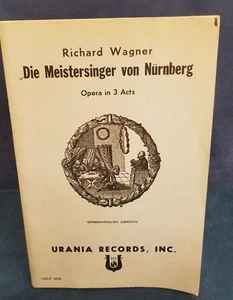 Richard Wagner
Die Meistersinger von Nürnberg
Opera in 3 Acts
GERMAN-ENGLISH LIBRETTO
URANIA RECORDS, INC.